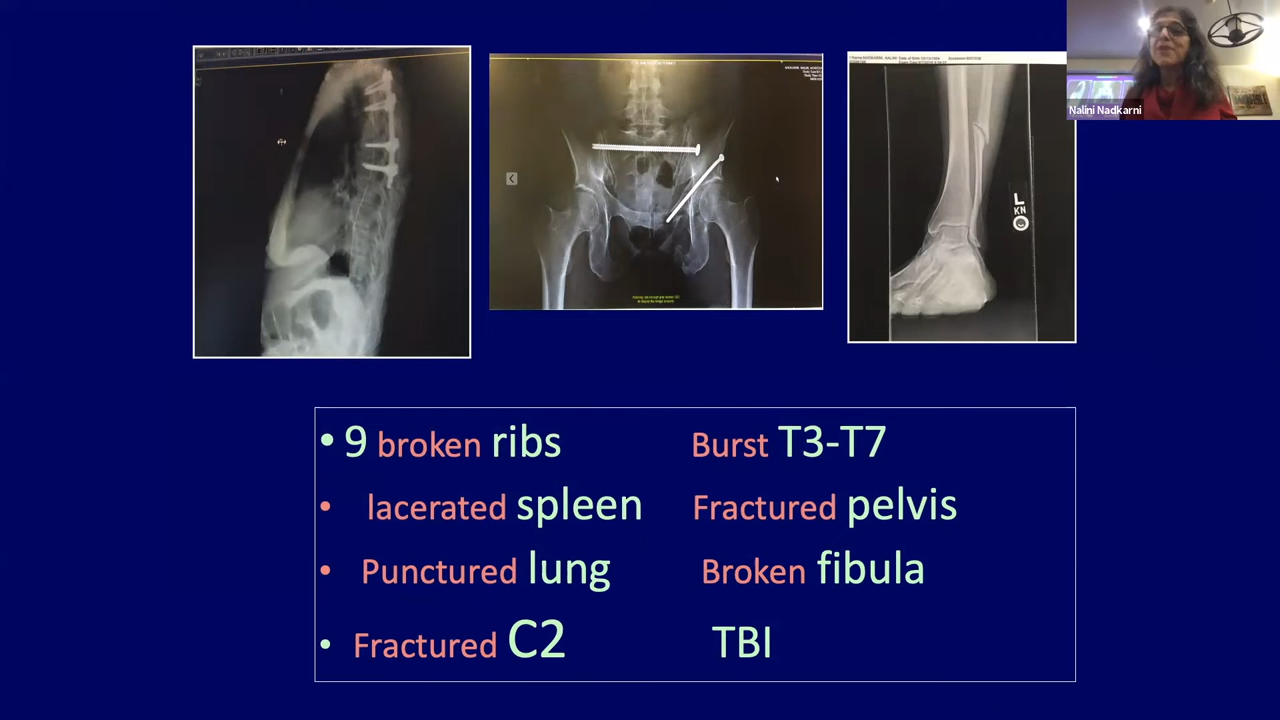 Nalini Nadkarni
L
KN
• 9 broken ribs Burst T3-T7
• lacerated spleen Fractured pelvis
• Punctured lung Broken fibula
• Fractured C2 TBI